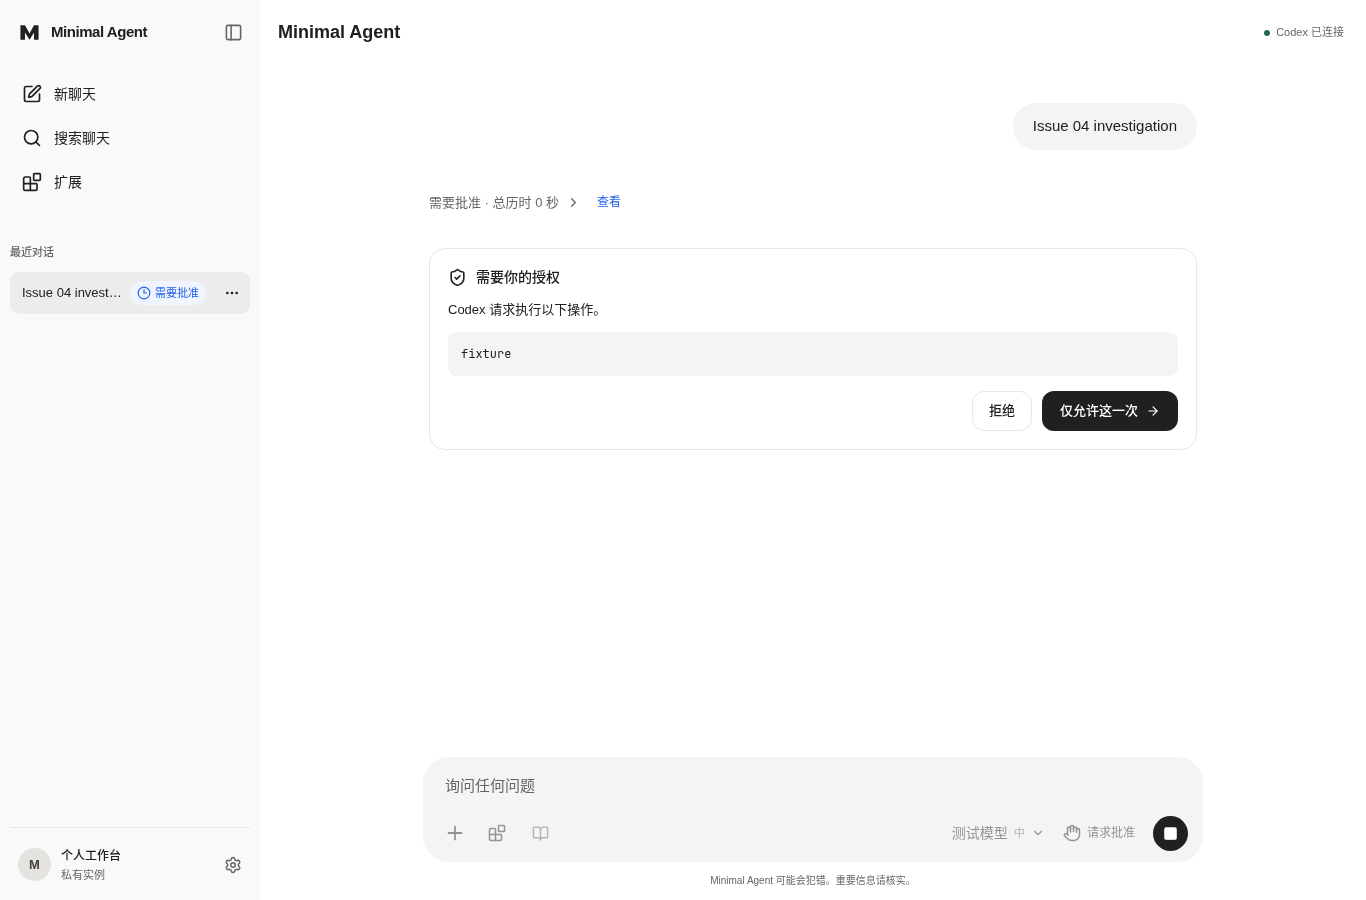 Minimal Agent
新聊天
搜索聊天
扩展
最近对话
Issue 04 invest… 需要批准
M 个人工作台
私有实例
Minimal Agent
Codex 已连接
Issue 04 investigation
需要批准 · 总历时 0 秒 查看
需要你的授权
Codex 请求执行以下操作。
fixture
拒绝 仅允许这一次
询问任何问题
测试模型 中 请求批准
Minimal Agent 可能会犯错。重要信息请核实。